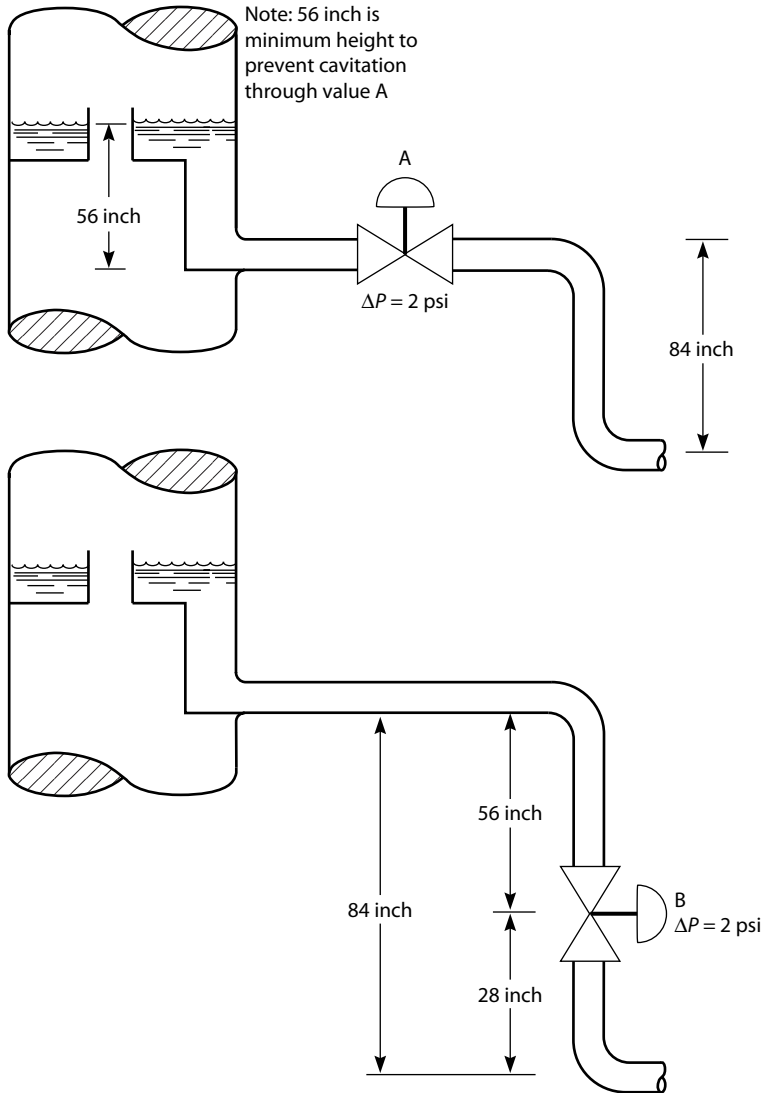 Note: 56 inch is
minimum height to
prevent cavitation
through value A
A
56 inch
ΔP = 2 psi
84 inch
56 inch
84 inch
B
ΔP = 2 psi
28 inch